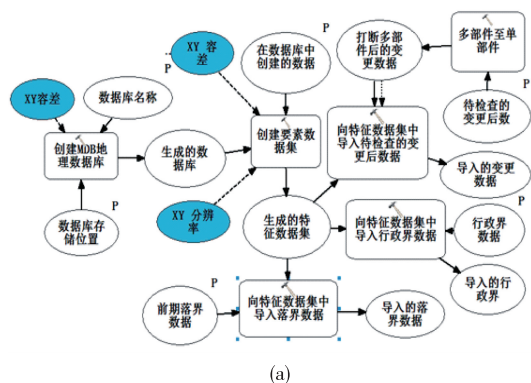 P
XY 容
差
P
在数据库中
创建的数据
打断多部
件后的变
更数据
多部件至单
部件
XY容差
数据库名称
P
待检查的
变更后数
创建MDB地
理数据库
生成的数
据库
创建要素数
据集
向特征数据集中
导入待检查的变
更后数据
导入的变更
数据
P
数据库存
储位置
XY 分辨
率
生成的特
征数据集
向特征数据集中
导入行政界数据
P
行政界
数据
导入的行政
界
P
前期落界
数据
向特征数据集中
导入落界数据
导入的落
界数据
(a)